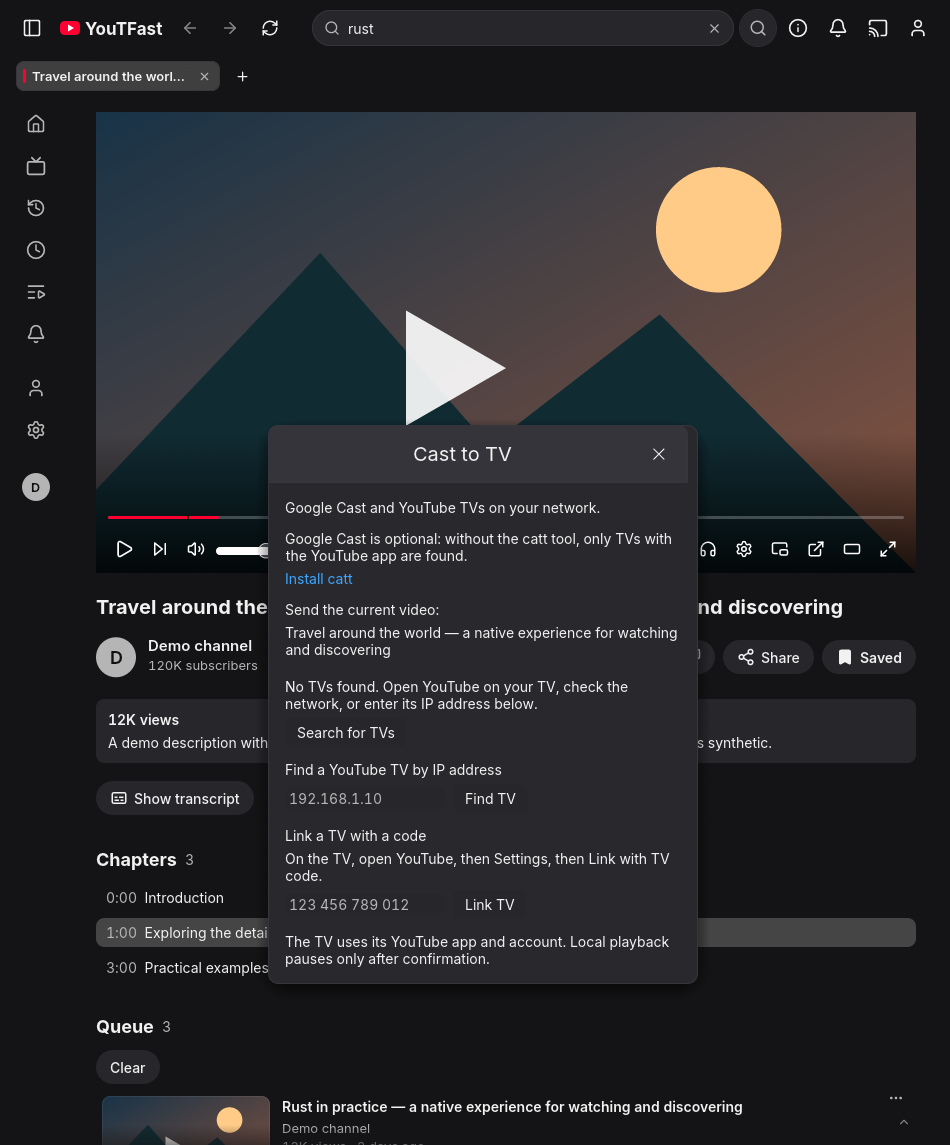 YouTFast
rust
Travel around the worl...
D
Cast to TV
Google Cast and YouTube TVs on your network.
Google Cast is optional: without the catt tool, only TVs with
the YouTube app are found.
Install catt
Send the current video:
Travel around the world — a native experience for watching
and discovering
No TVs found. Open YouTube on your TV, check the
network, or enter its IP address below.
Search for TVs
Find a YouTube TV by IP address
192.168.1.10
Find TV
Link a TV with a code
On the TV, open YouTube, then Settings, then Link with TV
code.
123 456 789 012
Link TV
The TV uses its YouTube app and account. Local playback
pauses only after confirmation.
Travel around the
discovering
D
Demo channel
120K subscribers
Share
Saved
12K views
A demo description with
synthetic.
Show transcript
Chapters 3
0:00 Introduction
1:00 Exploring the
3:00 Practical examples
Queue 3
Clear
Rust in practice — a native experience for watching and discovering
Demo channel